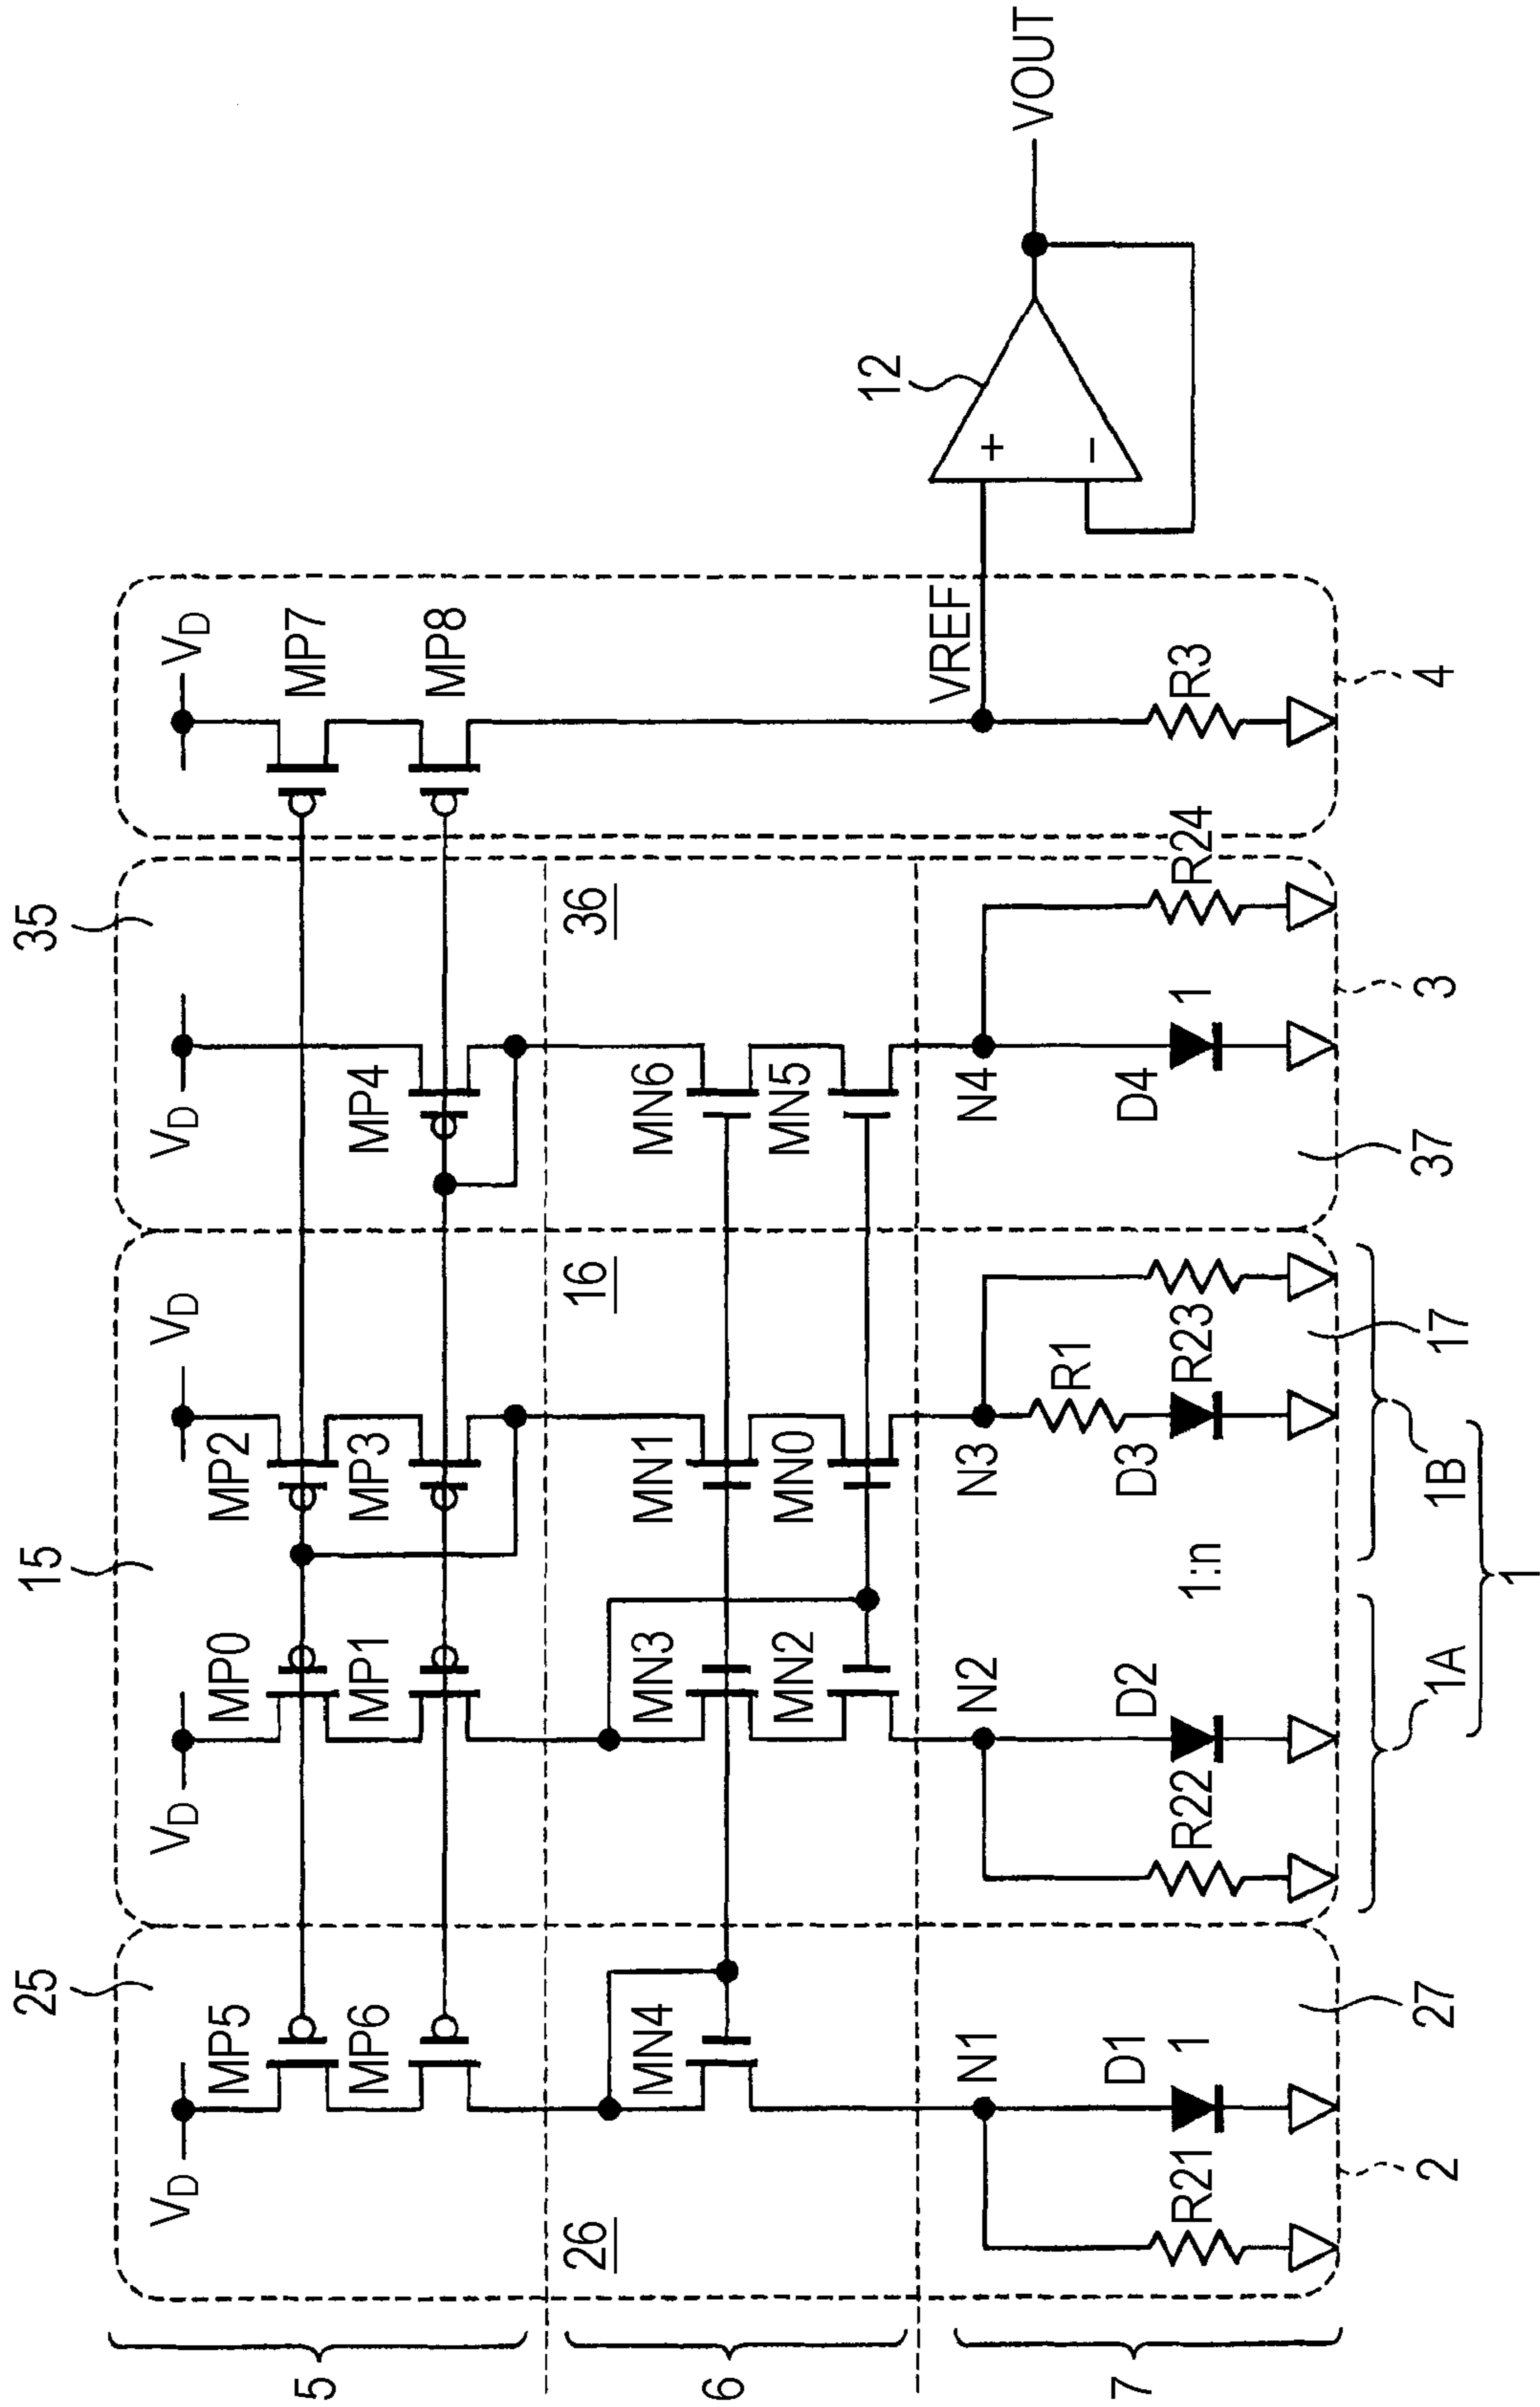 25
15
35
V_D
V_D
V_D
V_D
V_D
MP5
MP0
MP2
MP7
MP6
MP1
MP3
MP4
MP8
5
26
16
36
MN4
MN3
MN1
MN6
MN2
MN0
MN5
6
12
VOUT
+
−
VREF
N1
N2
N3
N4
R1
D1
D2
D3
D4
1
1:n
1
R21
R22
R23
R24
R3
7
27
17
37
2
1A
1B
3
4
1